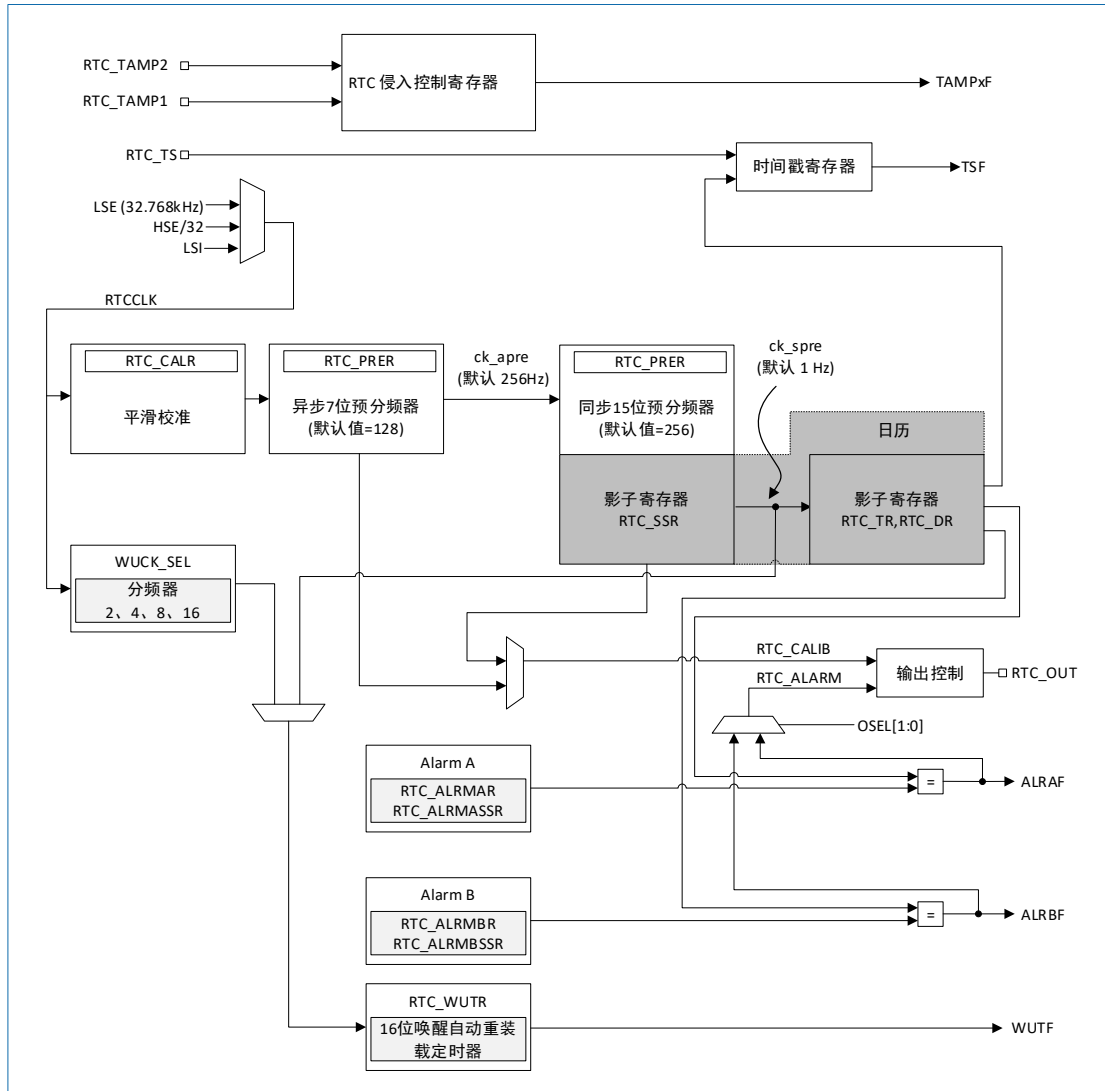 RTC_TAMP2
RTC_TAMP1
RTC 侵入控制寄存器
TAMPxF
RTC_TS
时间戳寄存器
TSF
LSE (32.768kHz)
HSE/32
LSI
RTCCLK
RTC_CALR
平滑校准
RTC_PRER
异步7位预分频器
(默认值=128)
ck_apre
(默认 256Hz)
RTC_PRER
同步15位预分频器
(默认值=256)
ck_spre
(默认 1 Hz)
日历
影子寄存器
RTC_SSR
影子寄存器
RTC_TR,RTC_DR
WUCK_SEL
分频器
2、4、8、16
RTC_CALIB
RTC_ALARM
输出控制
RTC_OUT
OSEL[1:0]
Alarm A
RTC_ALRMAR
RTC_ALRMASSR
=
ALRAF
Alarm B
RTC_ALRMBR
RTC_ALRMBSSR
=
ALRBF
RTC_WUTR
16位唤醒自动重装
载定时器
WUTF